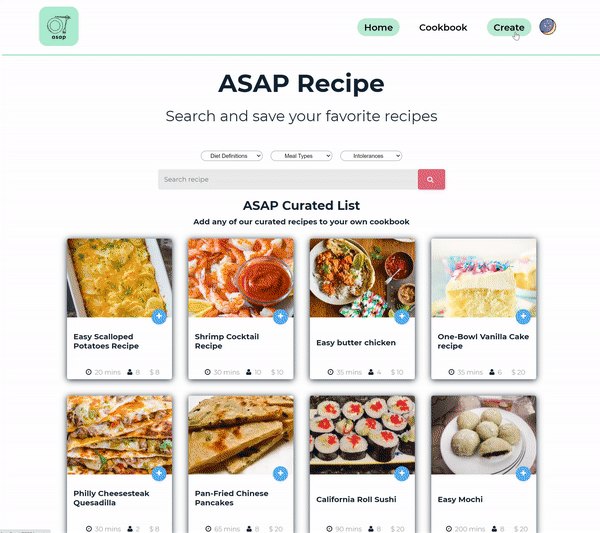 asap
Home
Cookbook
Create
ASAP Recipe
Search and save your favorite recipes
Diet Definitions
Meal Types
Intolerances
Search recipe
ASAP Curated List
Add any of our curated recipes to your own cookbook
Easy Scalloped
Potatoes Recipe
20 mins 8 $ 8
Shrimp Cocktail
Recipe
30 mins 10 $ 10
Easy butter chicken
35 mins 4 $ 10
One-Bowl Vanilla Cake
recipe
35 mins 6 $ 20
Philly Cheesesteak
Quesadilla
30 mins 2 $ 8
Pan-Fried Chinese
Pancakes
65 mins 8 $ 20
California Roll Sushi
90 mins 8 $ 20
Easy Mochi
200 mins 8 $ 20